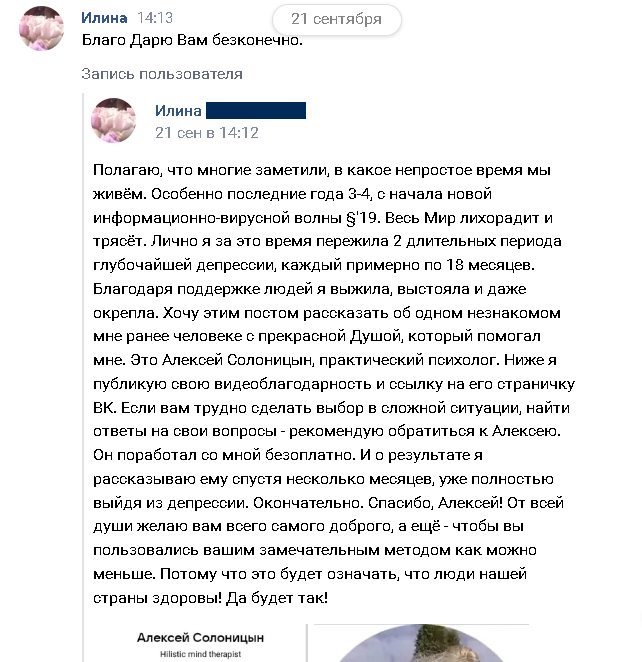 Илина 14:13
21 сентября
Благо Дарю Вам безконечно.
Запись пользователя
Илина
21 сен в 14:12
Полагаю, что многие заметили, в какое непростое время мы
живём. Особенно последние года 3-4, с начала новой
информационно-вирусной волны §'19. Весь Мир лихорадит и
трясёт. Лично я за это время пережила 2 длительных периода
глубочайшей депрессии, каждый примерно по 18 месяцев.
Благодаря поддержке людей я выжила, выстояла и даже
окрепла. Хочу этим постом рассказать об одном незнакомом
мне ранее человеке с прекрасной Душой, который помогал
мне. Это Алексей Солоницын, практический психолог. Ниже я
публикую свою видеоблагодарность и ссылку на его страничку
ВК. Если вам трудно сделать выбор в сложной ситуации, найти
ответы на свои вопросы - рекомендую обратиться к Алексею.
Он поработал со мной безоплатно. И о результате я
рассказываю ему спустя несколько месяцев, уже полностью
выйдя из депрессии. Окончательно. Спасибо, Алексей! От всей
души желаю вам всего самого доброго, а ещё - чтобы вы
пользовались вашим замечательным методом как можно
меньше. Потому что это будет означать, что люди нашей
страны здоровы! Да будет так!
Алексей Солоницын
Hilistic mind therapist